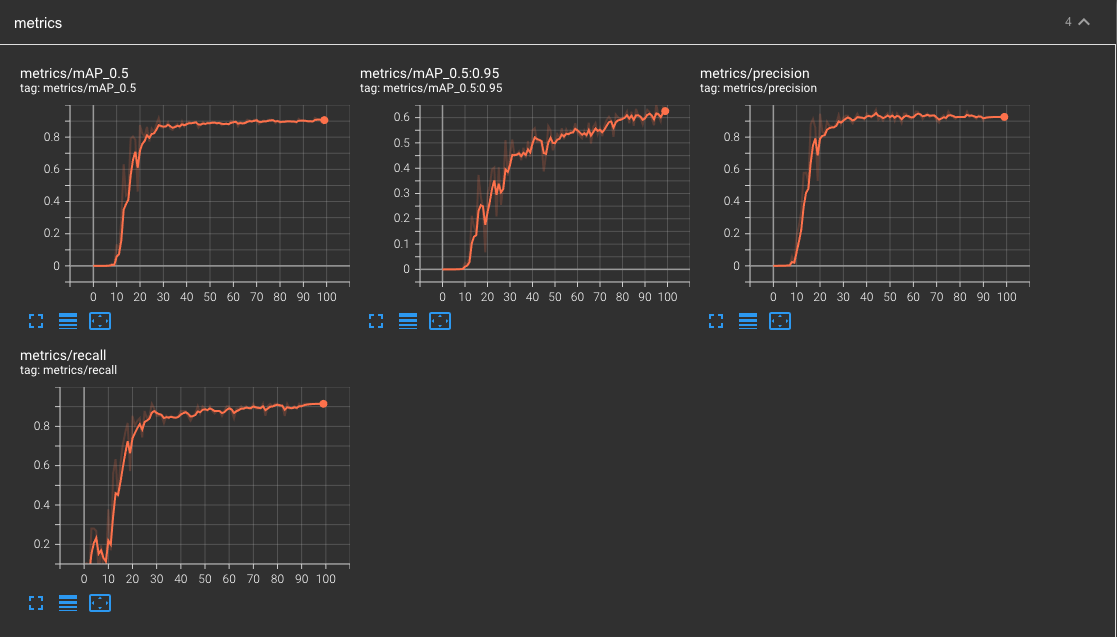 metrics
4
metrics/mAP_0.5
tag: metrics/mAP_0.5
0.8
0.6
0.4
0.2
0
0 10 20 30 40 50 60 70 80 90 100
metrics/mAP_0.5:0.95
tag: metrics/mAP_0.5:0.95
0.6
0.5
0.4
0.3
0.2
0.1
0
0 10 20 30 40 50 60 70 80 90 100
metrics/precision
tag: metrics/precision
0.8
0.6
0.4
0.2
0
0 10 20 30 40 50 60 70 80 90 100
metrics/recall
tag: metrics/recall
0.8
0.6
0.4
0.2
0 10 20 30 40 50 60 70 80 90 100